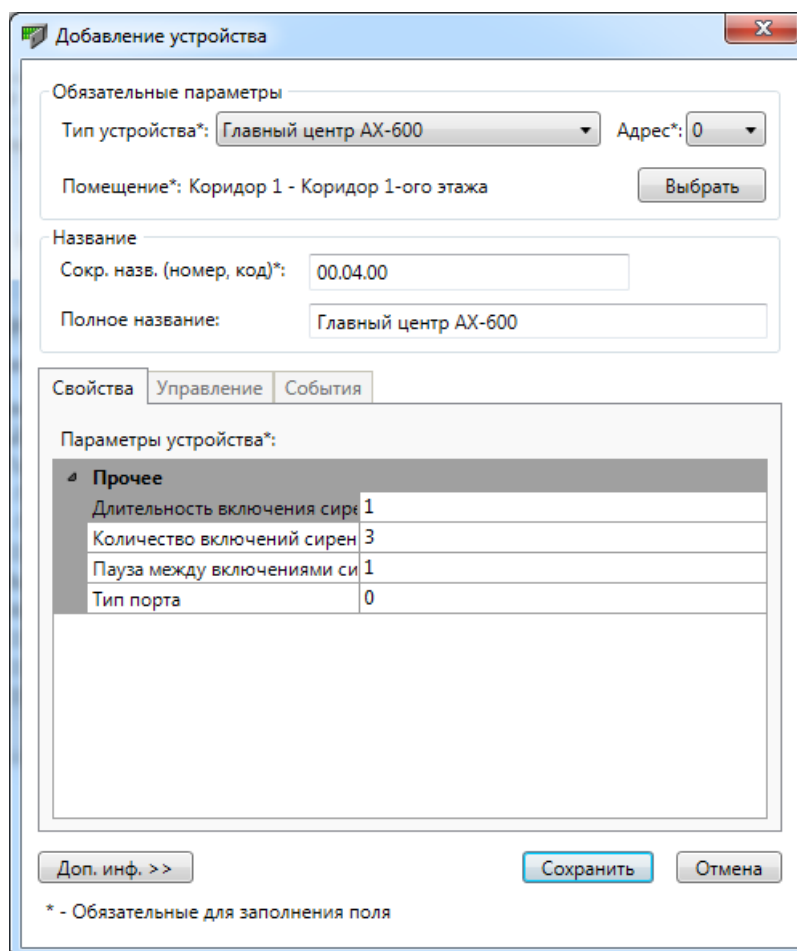 Добавление устройства
Обязательные параметры
Тип устройства*: Главный центр АХ-600 Адрес*: 0
Помещение*: Коридор 1 - Коридор 1-ого этажа Выбрать
Название
Сокр. назв. (номер, код)*: 00.04.00
Полное название: Главный центр АХ-600
Свойства Управление События
Параметры устройства*:
Прочее
Длительность включения сире 1
Количество включений сирен 3
Пауза между включениями си 1
Тип порта 0
Доп. инф. >> Сохранить Отмена
* - Обязательные для заполнения поля